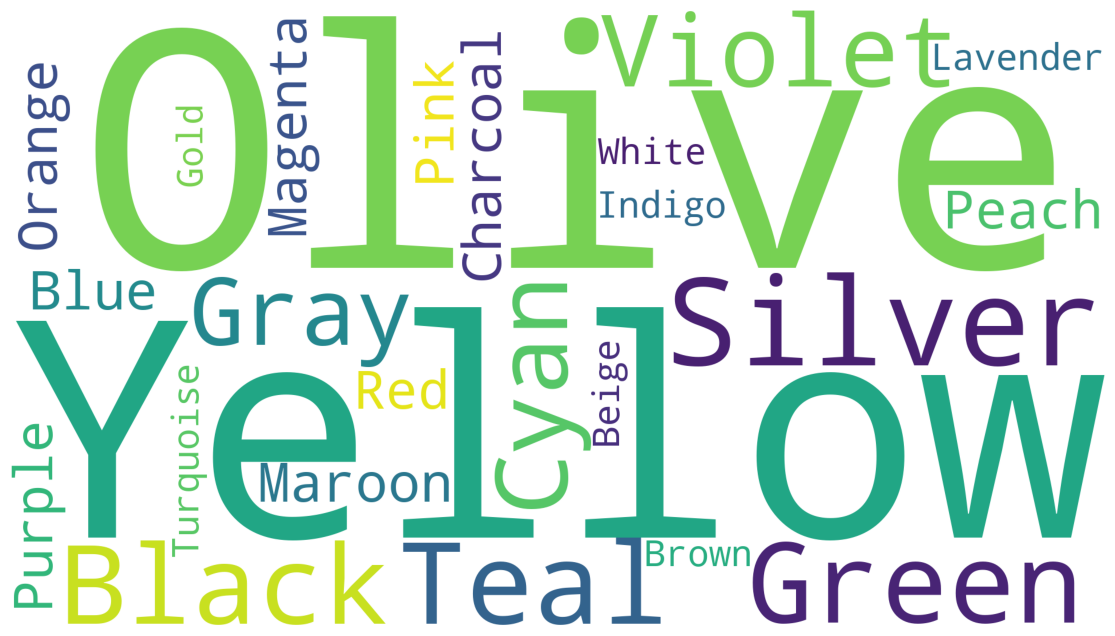 Olive
Violet
Lavender
Orange
Gold
Magenta
Pink
Charcoal
White
Indigo
Peach
Blue
Gray
Cyan
Silver
Yellow
Red
Beige
Turquoise
Maroon
Purple
Black
Teal
Brown
Green